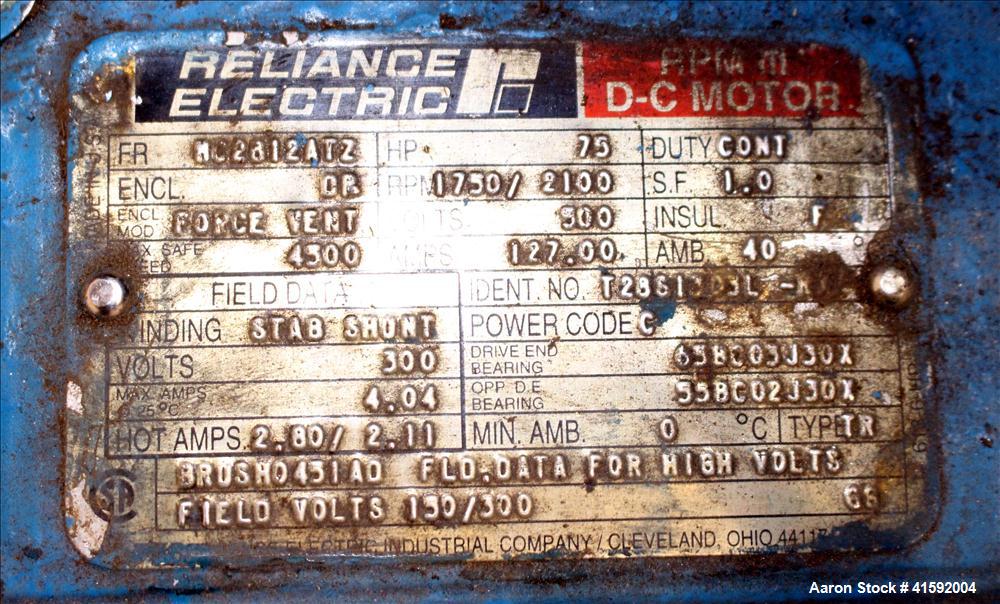 RELIANCE ELECTRIC
RPM III
D-C MOTOR
FR MC2812ATZ HP 75 DUTY CONT
ENCL. DP RPM 1750/ 2100 S.F. 1.0
ENCL MOD FORCE VENT VOLTS 500 INSUL F
SAFE 4500 AMPS 127.00 AMB 40 °
FIELD DATA IDENT. NO.
WINDING STAB SHUNT POWER CODE C
VOLTS 300 DRIVE END BEARING 65BC03J30X
MAX AMPS @ 25°C 4.04 OPP D.E. BEARING 55BC02J30X
HOT AMPS. 2.80/ 2.11 MIN. AMB. 0 °C TYPE TR
FLD.DATA FOR HIGH VOLTS
FIELD VOLTS 150/300 66
ELECTRIC INDUSTRIAL COMPANY / CLEVELAND, OHIO 44117
Aaron Stock # 41592004